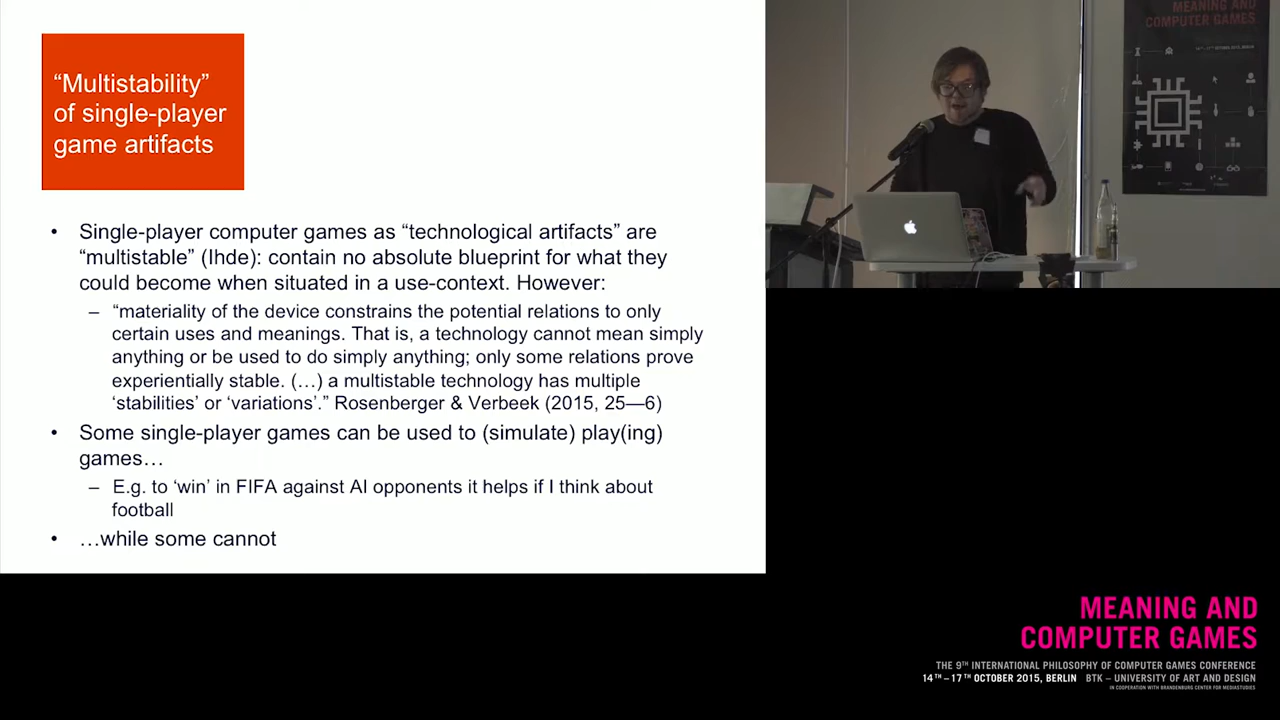 “Multistability”
of single-player
game artifacts
MEANING AND
COMPUTER GAMES
• Single-player computer games as “technological artifacts” are
“multistable” (Ihde): contain no absolute blueprint for what they
could become when situated in a use-context. However:
– “materiality of the device constrains the potential relations to only
certain uses and meanings. That is, a technology cannot mean simply
anything or be used to do simply anything; only some relations prove
experientially stable. (…) a multistable technology has multiple
‘stabilities’ or ‘variations’.” Rosenberger & Verbeek (2015, 25—6)
• Some single-player games can be used to (simulate) play(ing)
games…
– E.g. to ‘win’ in FIFA against AI opponents it helps if I think about
football
• …while some cannot
MEANING AND
COMPUTER GAMES
THE 9TH INTERNATIONAL PHILOSOPHY OF COMPUTER GAMES CONFERENCE
14TH – 17TH OCTOBER 2015, BERLIN BTK – UNIVERSITY OF ART AND DESIGN
IN COOPERATION WITH BRANDENBURG CENTER FOR MEDIASTUDIES